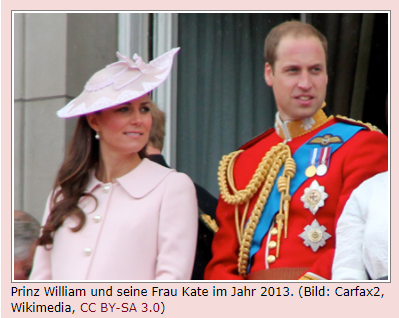 Prinz William und seine Frau Kate im Jahr 2013. (Bild: Carfax2,
Wikimedia, CC BY-SA 3.0)